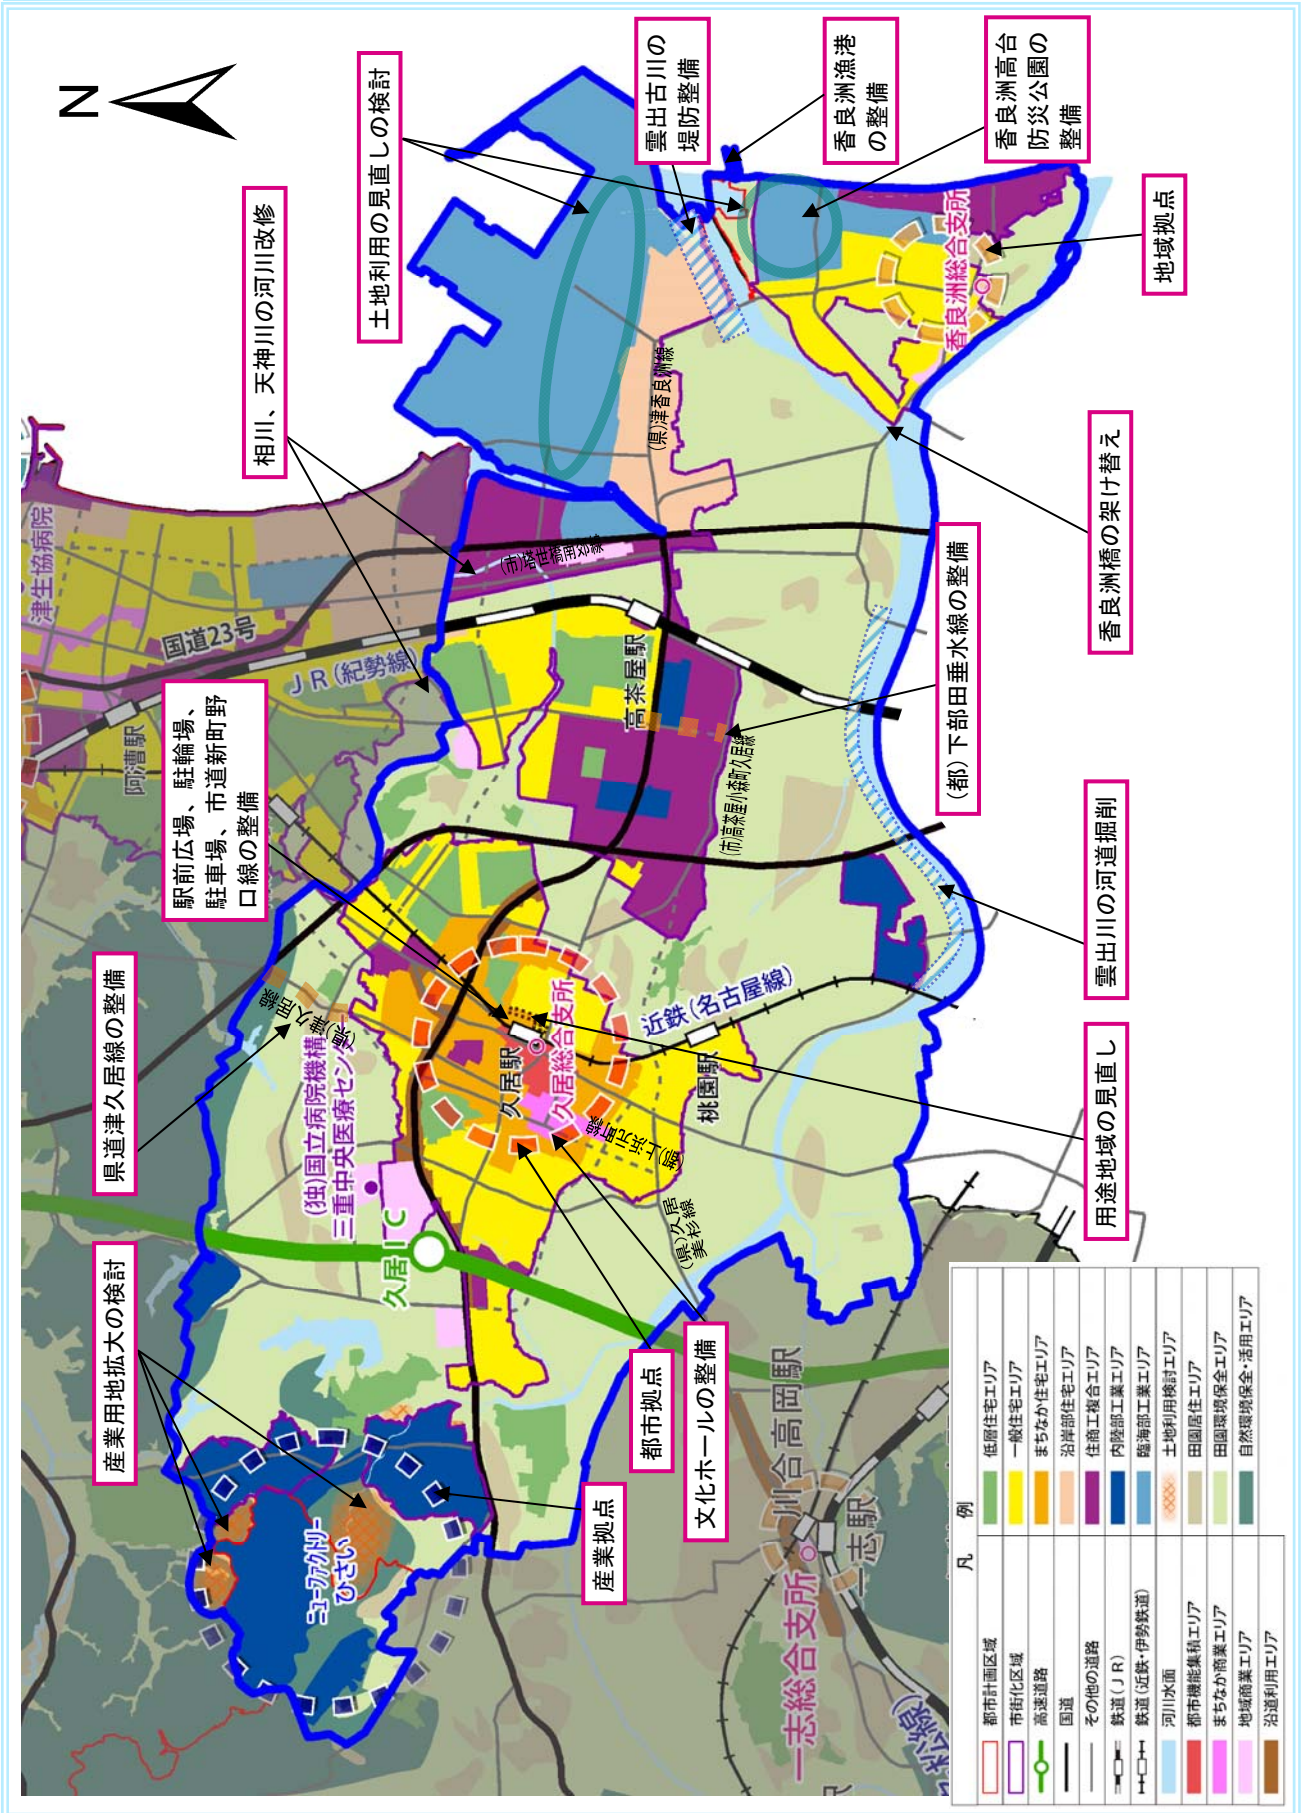 N
土地利用の見直しの検討
雲出古川の
堤防整備
香良洲漁港
の整備
香良洲高台
防災公園の
整備
相川、天神川の河川改修
地域拠点
香良洲総合支所
(県)津香良洲線
津生協病院
国道23号
JR(紀勢線)
(市)塔世橋南郊線
香良洲橋の架け替え
駅前広場、駐輪場、
駐車場、市道新町野
口線の整備
阿漕駅
高茶屋駅
(都)下部田垂水線の整備
(市)高茶屋小森町久居線
雲出川の河道掘削
県道津久居線の整備
(県)津久居線
(独)国立病院機構
三重中央医療センター
久居駅
久居総合支所
近鉄(名古屋線)
桃園駅
(都)上浜元町線
(県)久居
美杉線
用途地域の見直し
産業用地拡大の検討
久居IC
都市拠点
文化ホールの整備
産業拠点
ニューファクトリー
ひさい
川合高岡駅
一志駅
一志総合支所
凡 例
都市計画区域
市街化区域
高速道路
国道
その他の道路
鉄道(JR)
鉄道(近鉄・伊勢鉄道)
河川水面
都市機能集積エリア
まちなか商業エリア
地域商業エリア
沿道利用エリア
低層住宅エリア
一般住宅エリア
まちなか住宅エリア
沿岸部住宅エリア
住商工複合エリア
内陸部工業エリア
臨海部工業エリア
土地利用検討エリア
田園居住エリア
田園環境保全エリア
自然環境保全・活用エリア